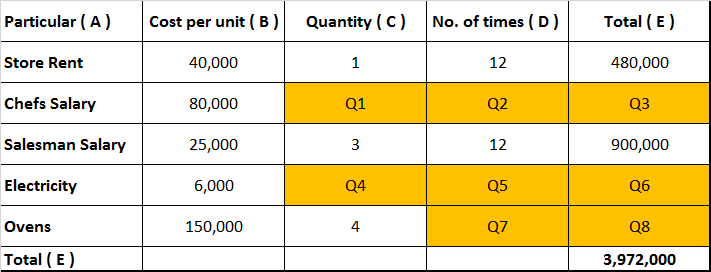 Particular ( A ) Cost per unit ( B ) Quantity ( C ) No. of times ( D ) Total ( E )
Store Rent 40,000 1 12 480,000
Chefs Salary 80,000 Q1 Q2 Q3
Salesman Salary 25,000 3 12 900,000
Electricity 6,000 Q4 Q5 Q6
Ovens 150,000 4 Q7 Q8
Total ( E ) 3,972,000